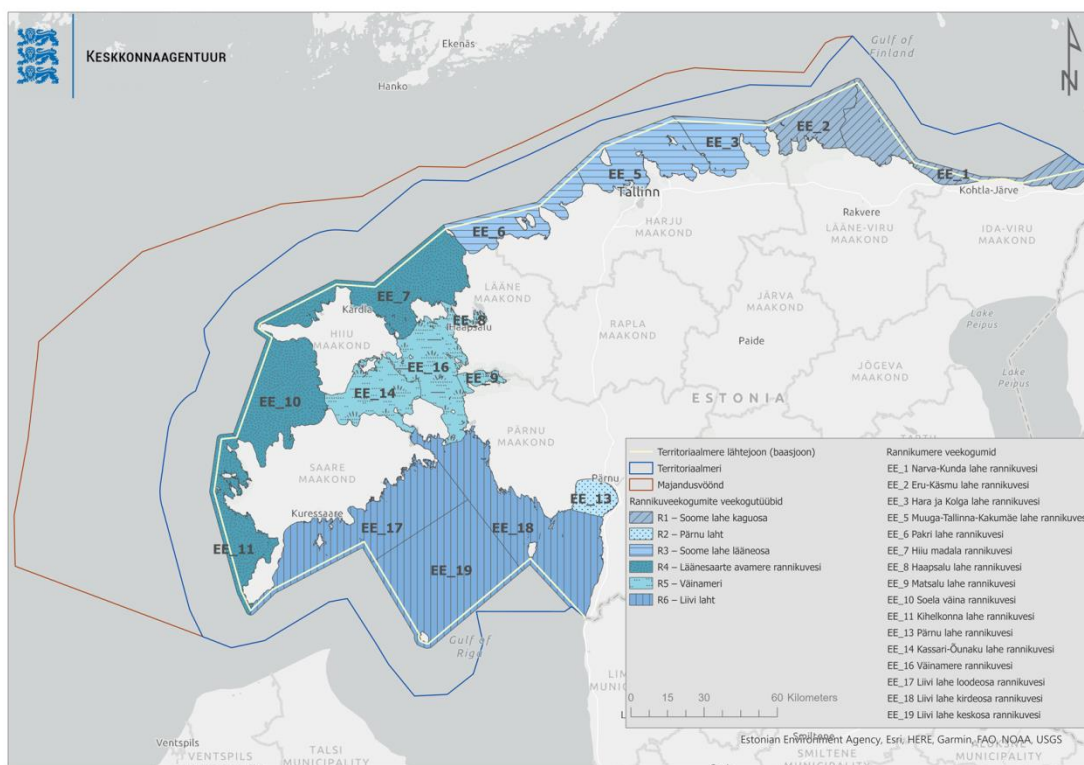 KESKKONNAAGENTUUR
Ekenäs
Hanko
Gulf of
Finland
N
EE_2
EE_3
EE_1
EE_5
Tallinn
Kohtla-Järve
HARJU
MAAKOND
Rakvere
LÄÄNE-VIRU
MAAKOND
IDA-VIRU
MAAKOND
EE_6
EE_7
LÄÄNE
MAAKOND
Kärdla
EE_8
Haapsalu
HIIU
MAAKOND
RAPLA
MAAKOND
JÄRVA
MAAKOND
Paide
Lake
Peipus
EE_16
EE_9
EE_14
JÕGEVA
MAAKOND
Lake
Peipus
EE_10
ESTONIA
PÄRNU
MAAKOND
SAARE
MAAKOND
Pärnu
EE_13
Kuressaare
EE_17
EE_18
EE_11
EE_19
Gulf of
Riga
Ventspils
VENTSPILS
TALSI
MUNICIPALITY
Territoriaalmere lähtejoon (baasjoon)
Territoriaalmeri
Majandusvöönd
Rannikuveekogumite veekogutüübid
R1 – Soome lahe kaguosa
R2 – Pärnu laht
R3 – Soome lahe lääneosa
R4 – Läänesaarte avamere rannikuvesi
R5 – Väinameri
R6 – Liivi laht
0 15 30 60 Kilometers
Rannikumere veekogumid
EE_1 Narva-Kunda lahe rannikuvesi
EE_2 Eru-Käsmu lahe rannikuvesi
EE_3 Hara ja Kolga lahe rannikuvesi
EE_5 Muuga-Tallinna-Kakumäe lahe rannikuvesi
EE_6 Pakri lahe rannikuvesi
EE_7 Hiiu madala rannikuvesi
EE_8 Haapsalu lahe rannikuvesi
EE_9 Matsalu lahe rannikuvesi
EE_10 Soela väina rannikuvesi
EE_11 Kihelkonna lahe rannikuvesi
EE_13 Pärnu lahe rannikuvesi
EE_14 Kassari-Õunaku lahe rannikuvesi
EE_16 Väinamere rannikuvesi
EE_17 Liivi lahe loodeosa rannikuvesi
EE_18 Liivi lahe kirdeosa rannikuvesi
EE_19 Liivi lahe keskosa rannikuvesi
Smiltene
SMILTENE
MUNICIPALITY
Estonian Environment Agency, Esri, HERE, Garmin, FAO, NOAA, USGS